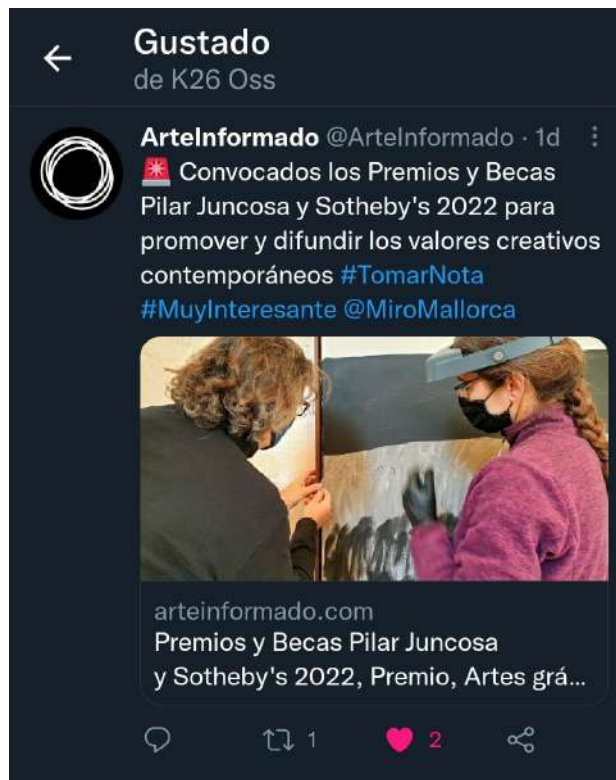 Gustado
de K26 Oss
ArteInformado @ArteInformado · 1d
🚨 Convocados los Premios y Becas
Pilar Juncosa y Sotheby's 2022 para
promover y difundir los valores creativos
contemporáneos #TomarNota
#MuyInteresante @MiroMallorca
arteinformado.com
Premios y Becas Pilar Juncosa
y Sotheby's 2022, Premio, Artes grá...
1 2